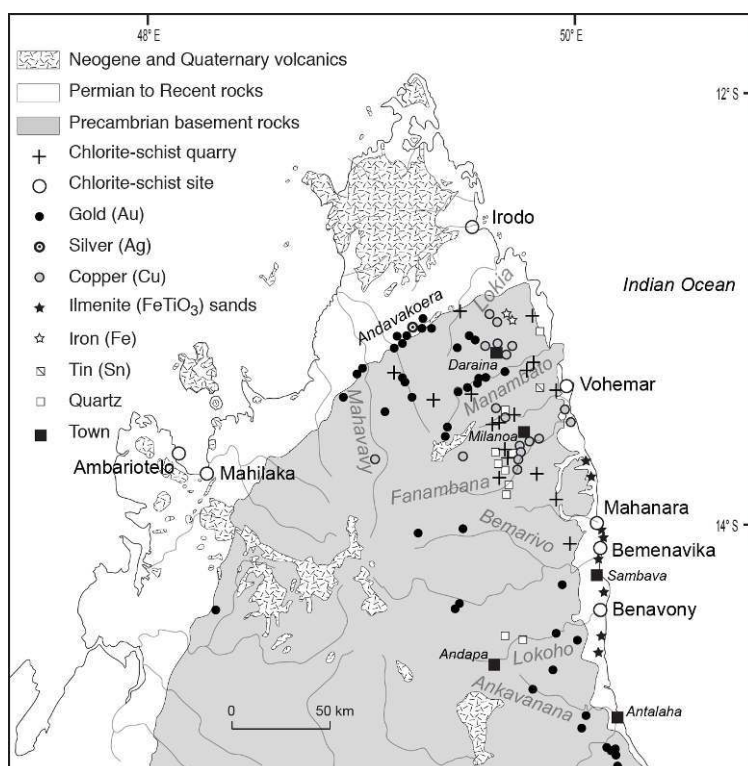 48° E
50° E
12° S
14° S
Neogene and Quaternary volcanics
Permian to Recent rocks
Precambrian basement rocks
Chlorite-schist quarry
Chlorite-schist site
Gold (Au)
Silver (Ag)
Copper (Cu)
Ilmenite (FeTiO₃) sands
Iron (Fe)
Tin (Sn)
Quartz
Town
Irodo
Indian Ocean
Lokia
Andavakoera
Daraina
Manambato
Vohemar
Mahavavy
Milanoa
Ambariotelo
Mahilaka
Fanambana
Mahanara
Bemarivo
Bemenavika
Sambava
Benavony
Andapa
Lokoho
Ankavanana
Antalaha
0 50 km